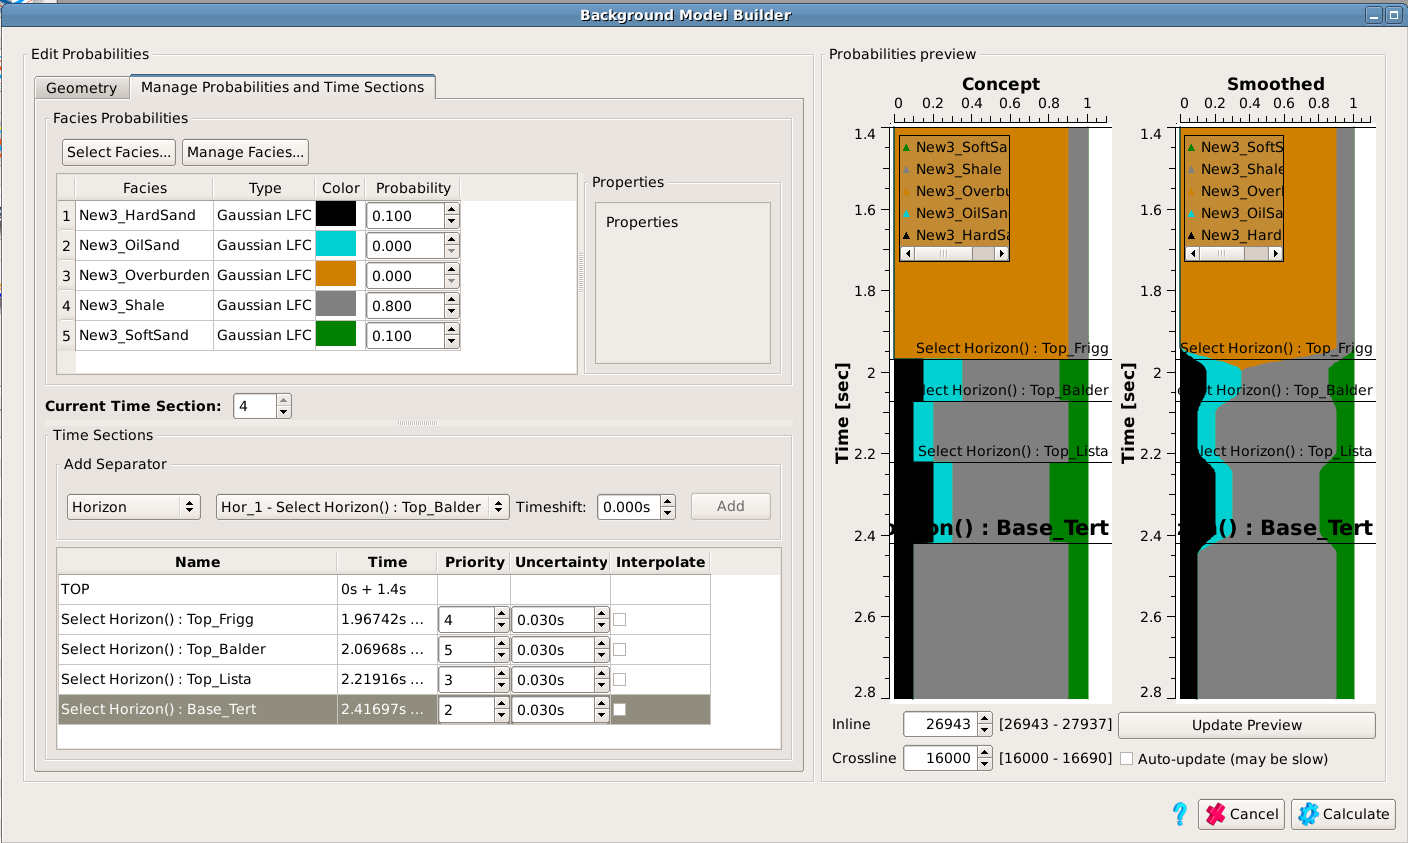 Background Model Builder
Edit Probabilities
Geometry
Manage Probabilities and Time Sections
Facies Probabilities
Select Facies...
Manage Facies...
Facies Type Color Probability
1 New3_HardSand Gaussian LFC 0.100
2 New3_OilSand Gaussian LFC 0.000
3 New3_Overburden Gaussian LFC 0.000
4 New3_Shale Gaussian LFC 0.800
5 New3_SoftSand Gaussian LFC 0.100
Properties
Properties
Current Time Section: 4
Time Sections
Add Separator
Horizon
Hor_1 - Select Horizon() : Top_Balder
Timeshift: 0.000s
Add
Name Time Priority Uncertainty Interpolate
TOP 0s + 1.4s
Select Horizon() : Top_Frigg 1.96742s ... 4 0.030s
Select Horizon() : Top_Balder 2.06968s ... 5 0.030s
Select Horizon() : Top_Lista 2.21916s ... 3 0.030s
Select Horizon() : Base_Tert 2.41697s ... 2 0.030s
Probabilities preview
Concept
0 0.2 0.4 0.6 0.8 1
1.4
1.6
1.8
2
2.2
2.4
2.6
2.8
Time [sec]
New3_SoftSa
New3_Shale
New3_Overbu
New3_OilSan
New3_HardSa
Select Horizon() : Top_Frigg
lect Horizon() : Top_Balder
Select Horizon() : Top_Lista
on() : Base_Tert
Smoothed
0 0.2 0.4 0.6 0.8 1
1.4
1.6
1.8
2
2.2
2.4
2.6
2.8
Time [sec]
New3_SoftS
New3_Shale
New3_Overl
New3_OilSa
New3_Hard
Select Horizon() : Top_Frigg
lect Horizon() : Top_Balder
lect Horizon() : Top_Lista
() : Base_Tert
Inline 26943 [26943 - 27937]
Update Preview
Crossline 16000 [16000 - 16690]
Auto-update (may be slow)
?
Cancel
Calculate